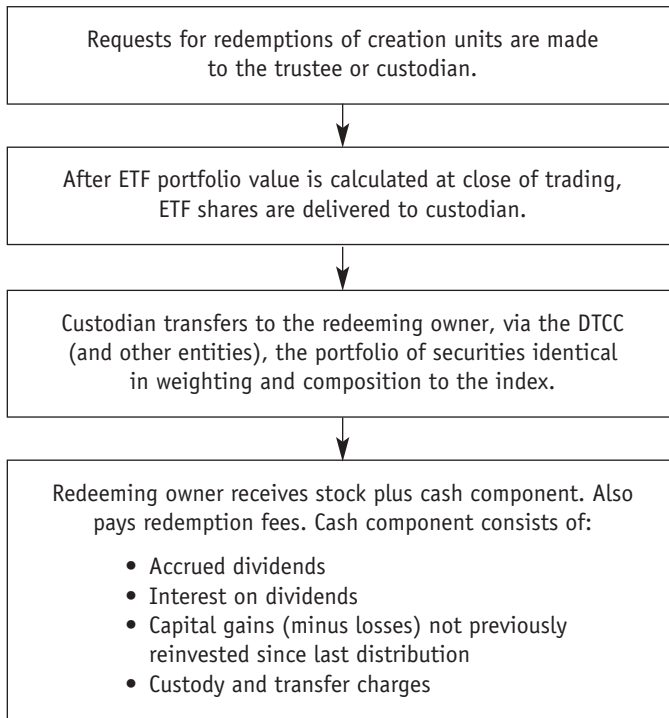 Requests for redemptions of creation units are made
to the trustee or custodian.
After ETF portfolio value is calculated at close of trading,
ETF shares are delivered to custodian.
Custodian transfers to the redeeming owner, via the DTCC
(and other entities), the portfolio of securities identical
in weighting and composition to the index.
Redeeming owner receives stock plus cash component. Also
pays redemption fees. Cash component consists of:
• Accrued dividends
• Interest on dividends
• Capital gains (minus losses) not previously
reinvested since last distribution
• Custody and transfer charges